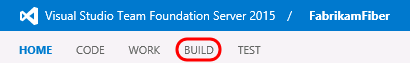 Visual Studio Team Foundation Server 2015 / FabrikamFiber
HOME CODE WORK BUILD TEST